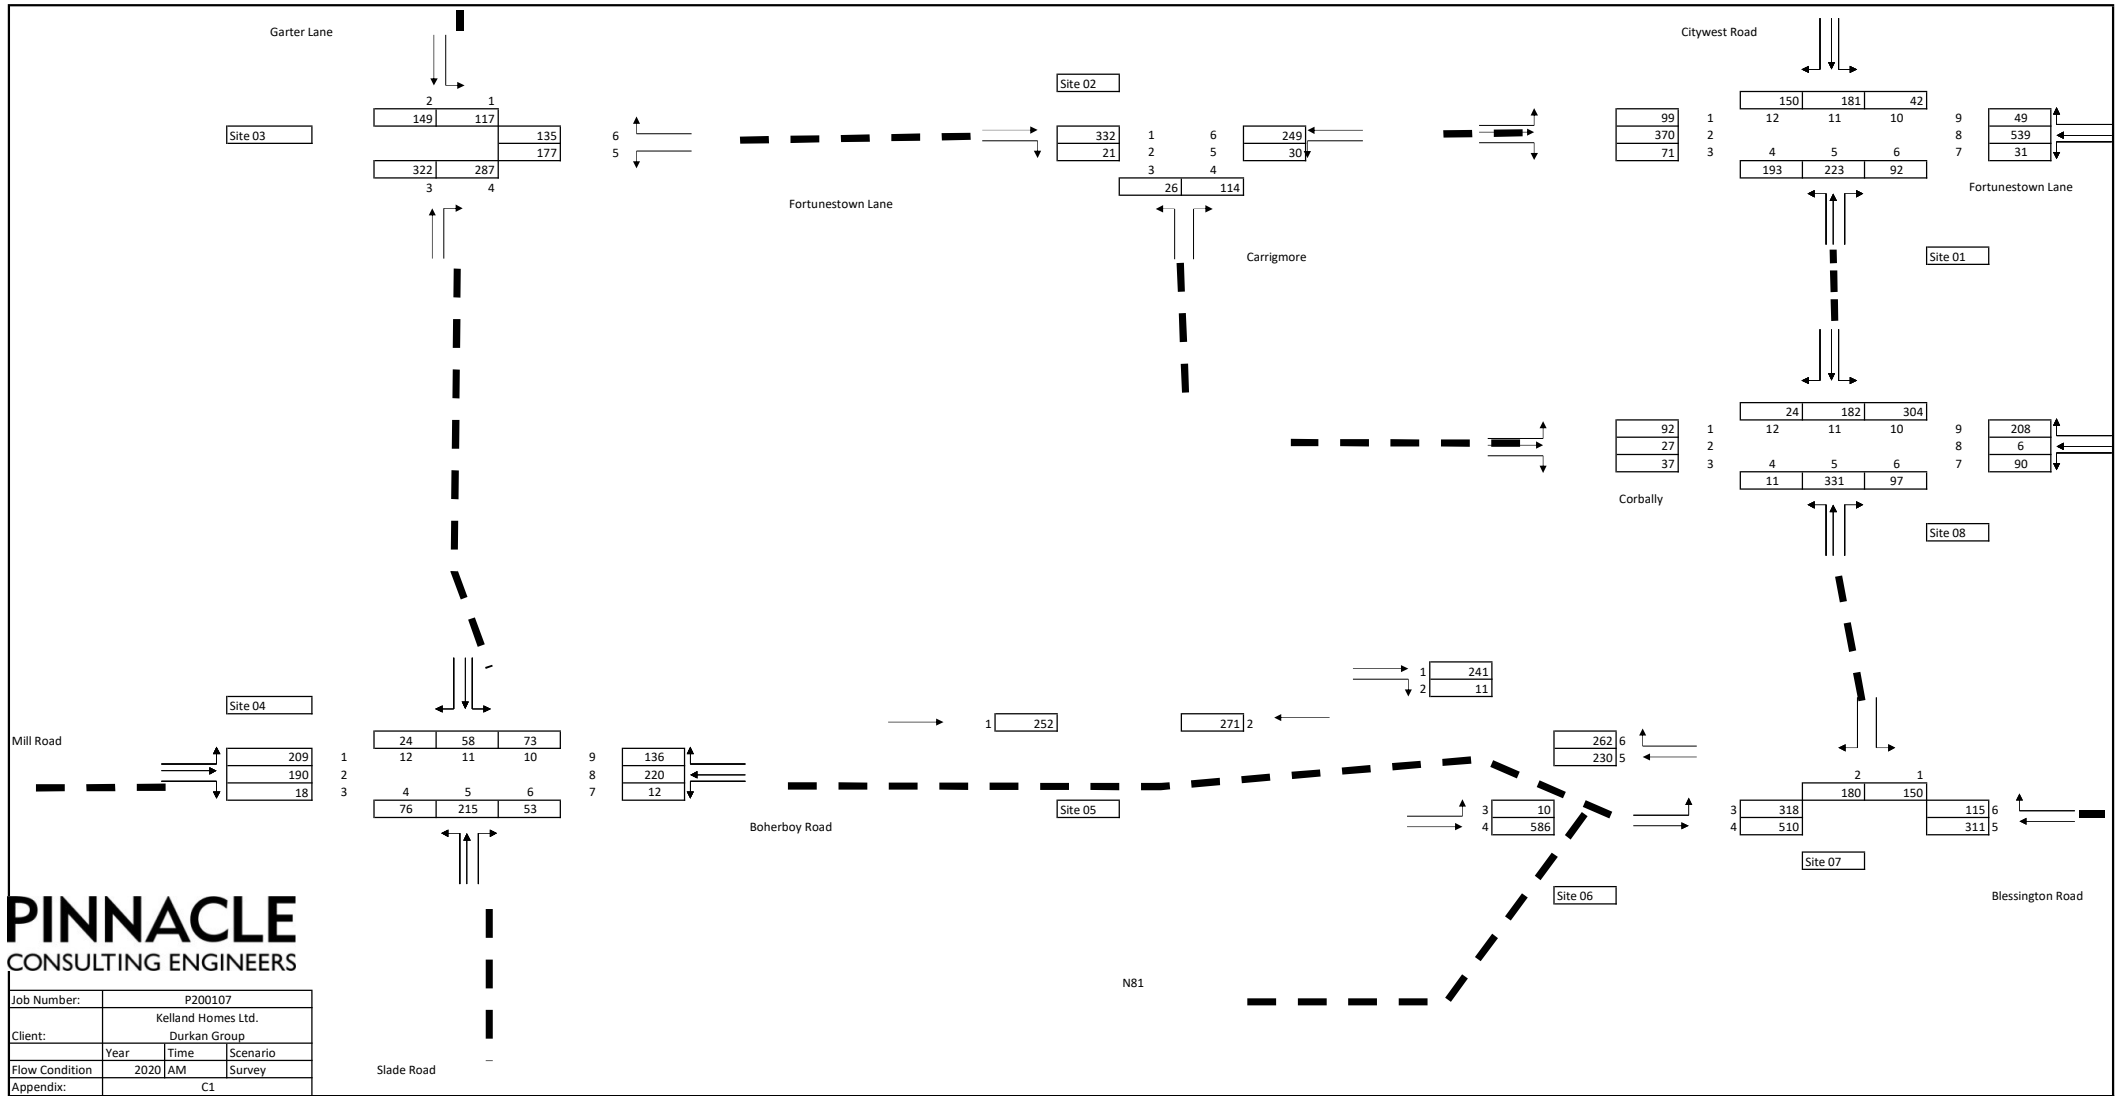 Garter Lane
Citywest Road
Site 02
2 1
149 117
Site 03
135 6
177 5
322 287
3 4
332 1 6 249
21 2 5 30
3 4
26 114
150 181 42
99 1 12 11 10 9 49
370 2 8 539
71 3 4 5 6 7 31
193 223 92
Fortunestown Lane
Fortunestown Lane
Carrigmore
Site 01
24 182 304
92 1 12 11 10 9 208
27 2 8 6
37 3 4 5 6 7 90
11 331 97
Corbally
Site 08
1 241
2 11
Site 04
1 252
271 2
Mill Road
24 58 73
209 1 12 11 10 9 136
190 2 8 220
18 3 4 5 6 7 12
76 215 53
262 6
230 5
2 1
180 150
Site 05
3 10
4 586
3 318
4 510
115 6
311 5
Boherboy Road
Site 07
Site 06
Blessington Road
PINNACLE
CONSULTING ENGINEERS
N81
Job Number: P200107
Kelland Homes Ltd.
Client: Durkan Group
Year Time Scenario
Flow Condition 2020 AM Survey
Appendix: C1
Slade Road